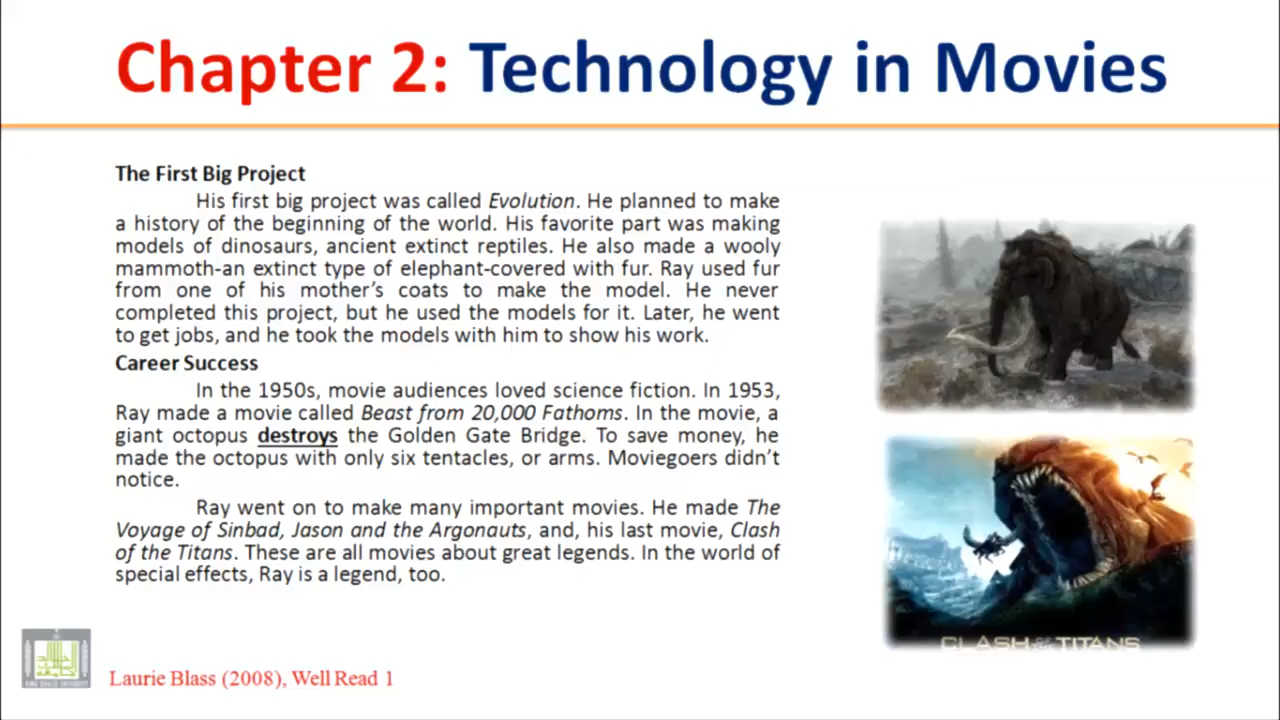 Chapter 2: Technology in Movies
The First Big Project
His first big project was called Evolution. He planned to make
a history of the beginning of the world. His favorite part was making
models of dinosaurs, ancient extinct reptiles. He also made a wooly
mammoth-an extinct type of elephant-covered with fur. Ray used fur
from one of his mother's coats to make the model. He never
completed this project, but he used the models for it. Later, he went
to get jobs, and he took the models with him to show his work.
Career Success
In the 1950s, movie audiences loved science fiction. In 1953,
Ray made a movie called Beast from 20,000 Fathoms. In the movie, a
giant octopus destroys the Golden Gate Bridge. To save money, he
made the octopus with only six tentacles, or arms. Moviegoers didn't
notice.
Ray went on to make many important movies. He made The
Voyage of Sinbad, Jason and the Argonauts, and, his last movie, Clash
of the Titans. These are all movies about great legends. In the world of
special effects, Ray is a legend, too.
CLASH OF THE TITANS
Laurie Blass (2008), Well Read 1